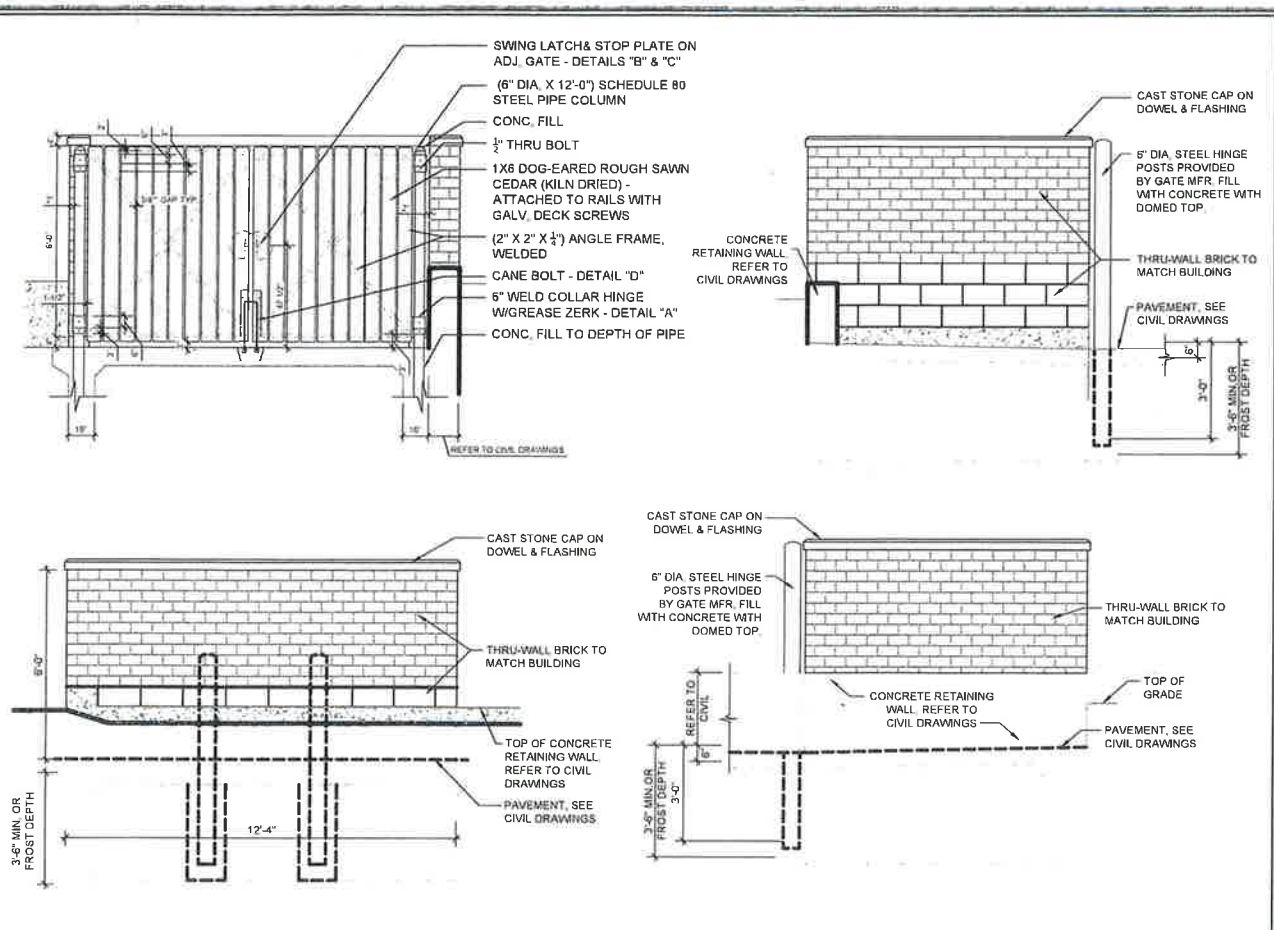 SWING LATCH& STOP PLATE ON
ADJ. GATE - DETAILS "B" & "C"
(6" DIA. X 12'-0") SCHEDULE 80
STEEL PIPE COLUMN
CONC. FILL
½" THRU BOLT
1X6 DOG-EARED ROUGH SAWN
CEDAR (KILN DRIED) -
ATTACHED TO RAILS WITH
GALV. DECK SCREWS
(2" X 2" X ¼") ANGLE FRAME,
WELDED
CANE BOLT - DETAIL "D"
6" WELD COLLAR HINGE
W/GREASE ZERK - DETAIL "A"
CONC. FILL TO DEPTH OF PIPE
GAP TYP.
6'-0"
REFER TO CIVIL DRAWINGS
CAST STONE CAP ON
DOWEL & FLASHING
6" DIA. STEEL HINGE
POSTS PROVIDED
BY GATE MFR. FILL
WITH CONCRETE WITH
DOMED TOP.
CONCRETE
RETAINING WALL,
REFER TO
CIVIL DRAWINGS
THRU-WALL BRICK TO
MATCH BUILDING
PAVEMENT, SEE
CIVIL DRAWINGS
6"
3'-0"
3'-6" MIN. OR
FROST DEPTH
CAST STONE CAP ON
DOWEL & FLASHING
6'-0"
THRU-WALL BRICK TO
MATCH BUILDING
TOP OF CONCRETE
RETAINING WALL,
REFER TO CIVIL
DRAWINGS
PAVEMENT, SEE
CIVIL DRAWINGS
12'-4"
3'-6" MIN. OR
FROST DEPTH
CAST STONE CAP ON
DOWEL & FLASHING
6" DIA. STEEL HINGE
POSTS PROVIDED
BY GATE MFR. FILL
WITH CONCRETE WITH
DOMED TOP.
THRU-WALL BRICK TO
MATCH BUILDING
CONCRETE RETAINING
WALL, REFER TO
CIVIL DRAWINGS
TOP OF
GRADE
PAVEMENT, SEE
CIVIL DRAWINGS
REFER TO
CIVIL
6"
3'-0"
3'-6" MIN. OR
FROST DEPTH